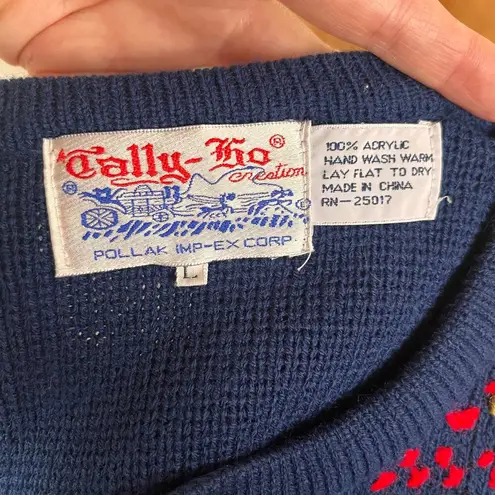 A Tally-Ho ®
creation
®
®
POLLAK IMP-EX CORP.
L
100% ACRYLIC
HAND WASH WARM
LAY FLAT TO DRY
MADE IN CHINA
RN-25017